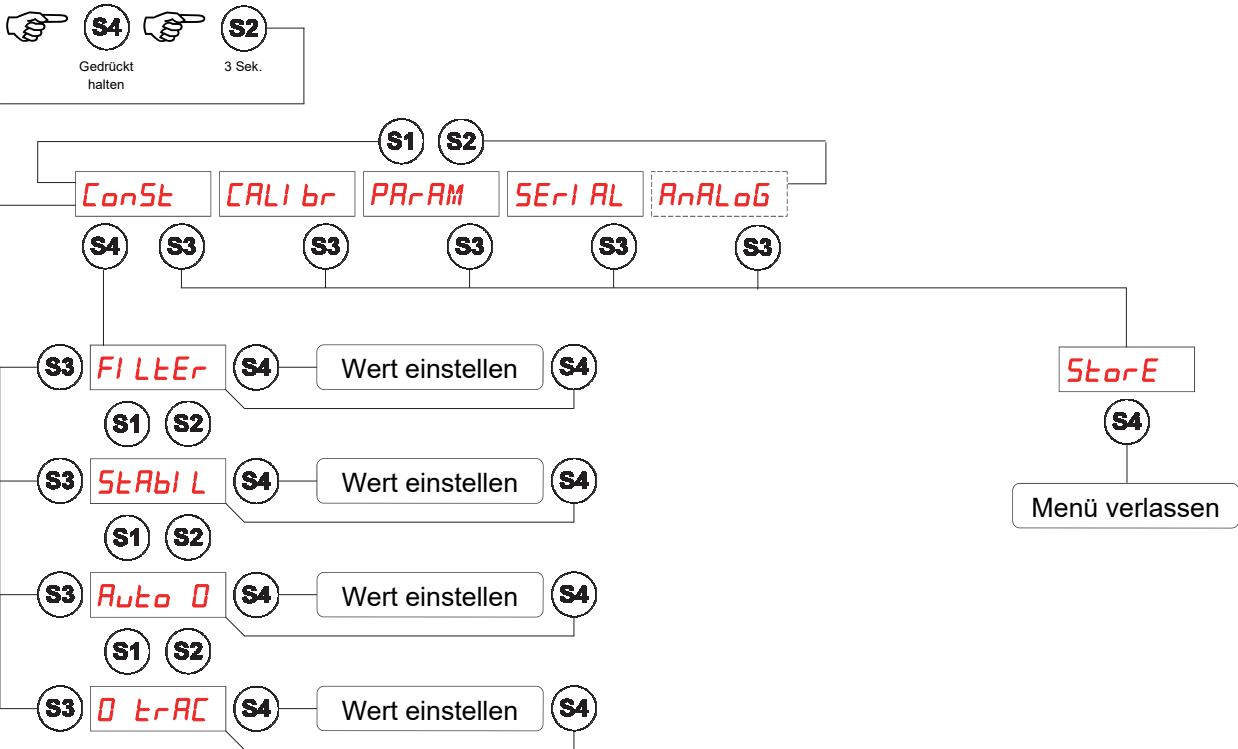 S4 S2
Gedrückt 3 Sek.
halten
S1 S2
ConSt CALIbr PArAM SErIAL AnALoG
S4 S3 S3 S3 S3 S3
S3 FILtEr S4 Wert einstellen S4 StorE
S1 S2 S4
S3 StAbIL S4 Wert einstellen S4
Menü verlassen
S1 S2
S3 Auto 0 S4 Wert einstellen S4
S1 S2
S3 0 trAC S4 Wert einstellen S4